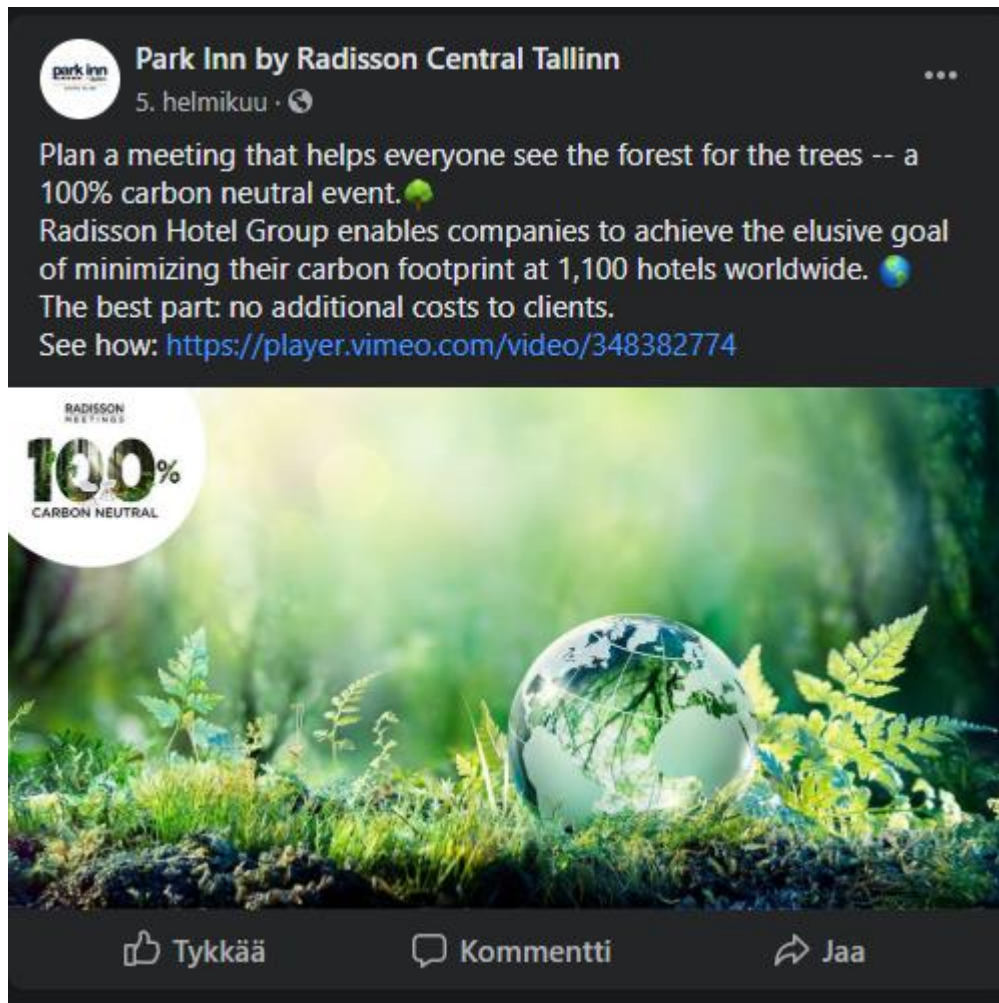 park inn
Park Inn by Radisson Central Tallinn
5. helmikuu ·
Plan a meeting that helps everyone see the forest for the trees -- a
100% carbon neutral event.
Radisson Hotel Group enables companies to achieve the elusive goal
of minimizing their carbon footprint at 1,100 hotels worldwide.
The best part: no additional costs to clients.
See how: https://player.vimeo.com/video/348382774
RADISSON
MEETINGS
100%
CARBON NEUTRAL
Tykkää
Kommentti
Jaa